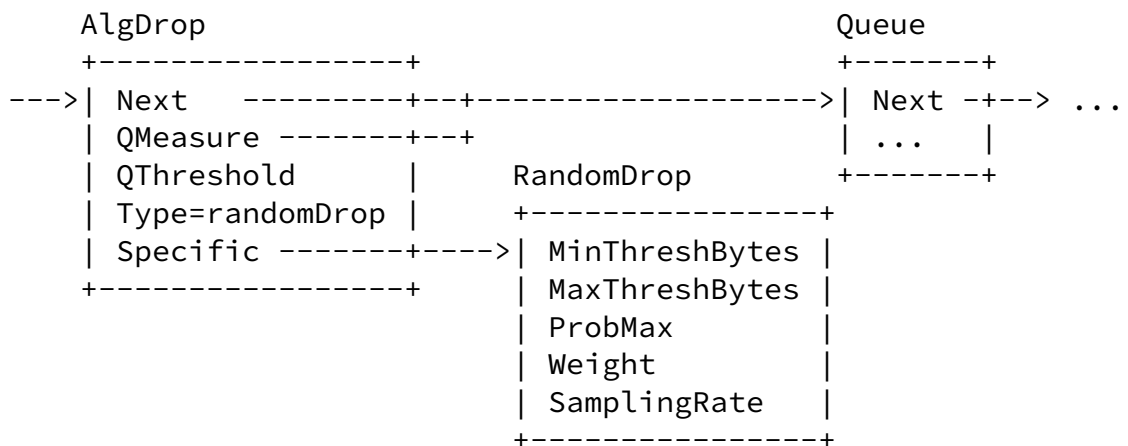 AlgDrop                                   Queue
+-----------------+                       +-------+
--->| Next   ---------+--+------------------->| Next -+--> ...
| QMeasure -------+--+                    | ...   |
| QThreshold      |     RandomDrop        +-------+
| Type=randomDrop |     +----------------+
| Specific -------+---->| MinThreshBytes |
+-----------------+     | MaxThreshBytes |
| ProbMax        |
| Weight         |
| SamplingRate   |
+----------------+